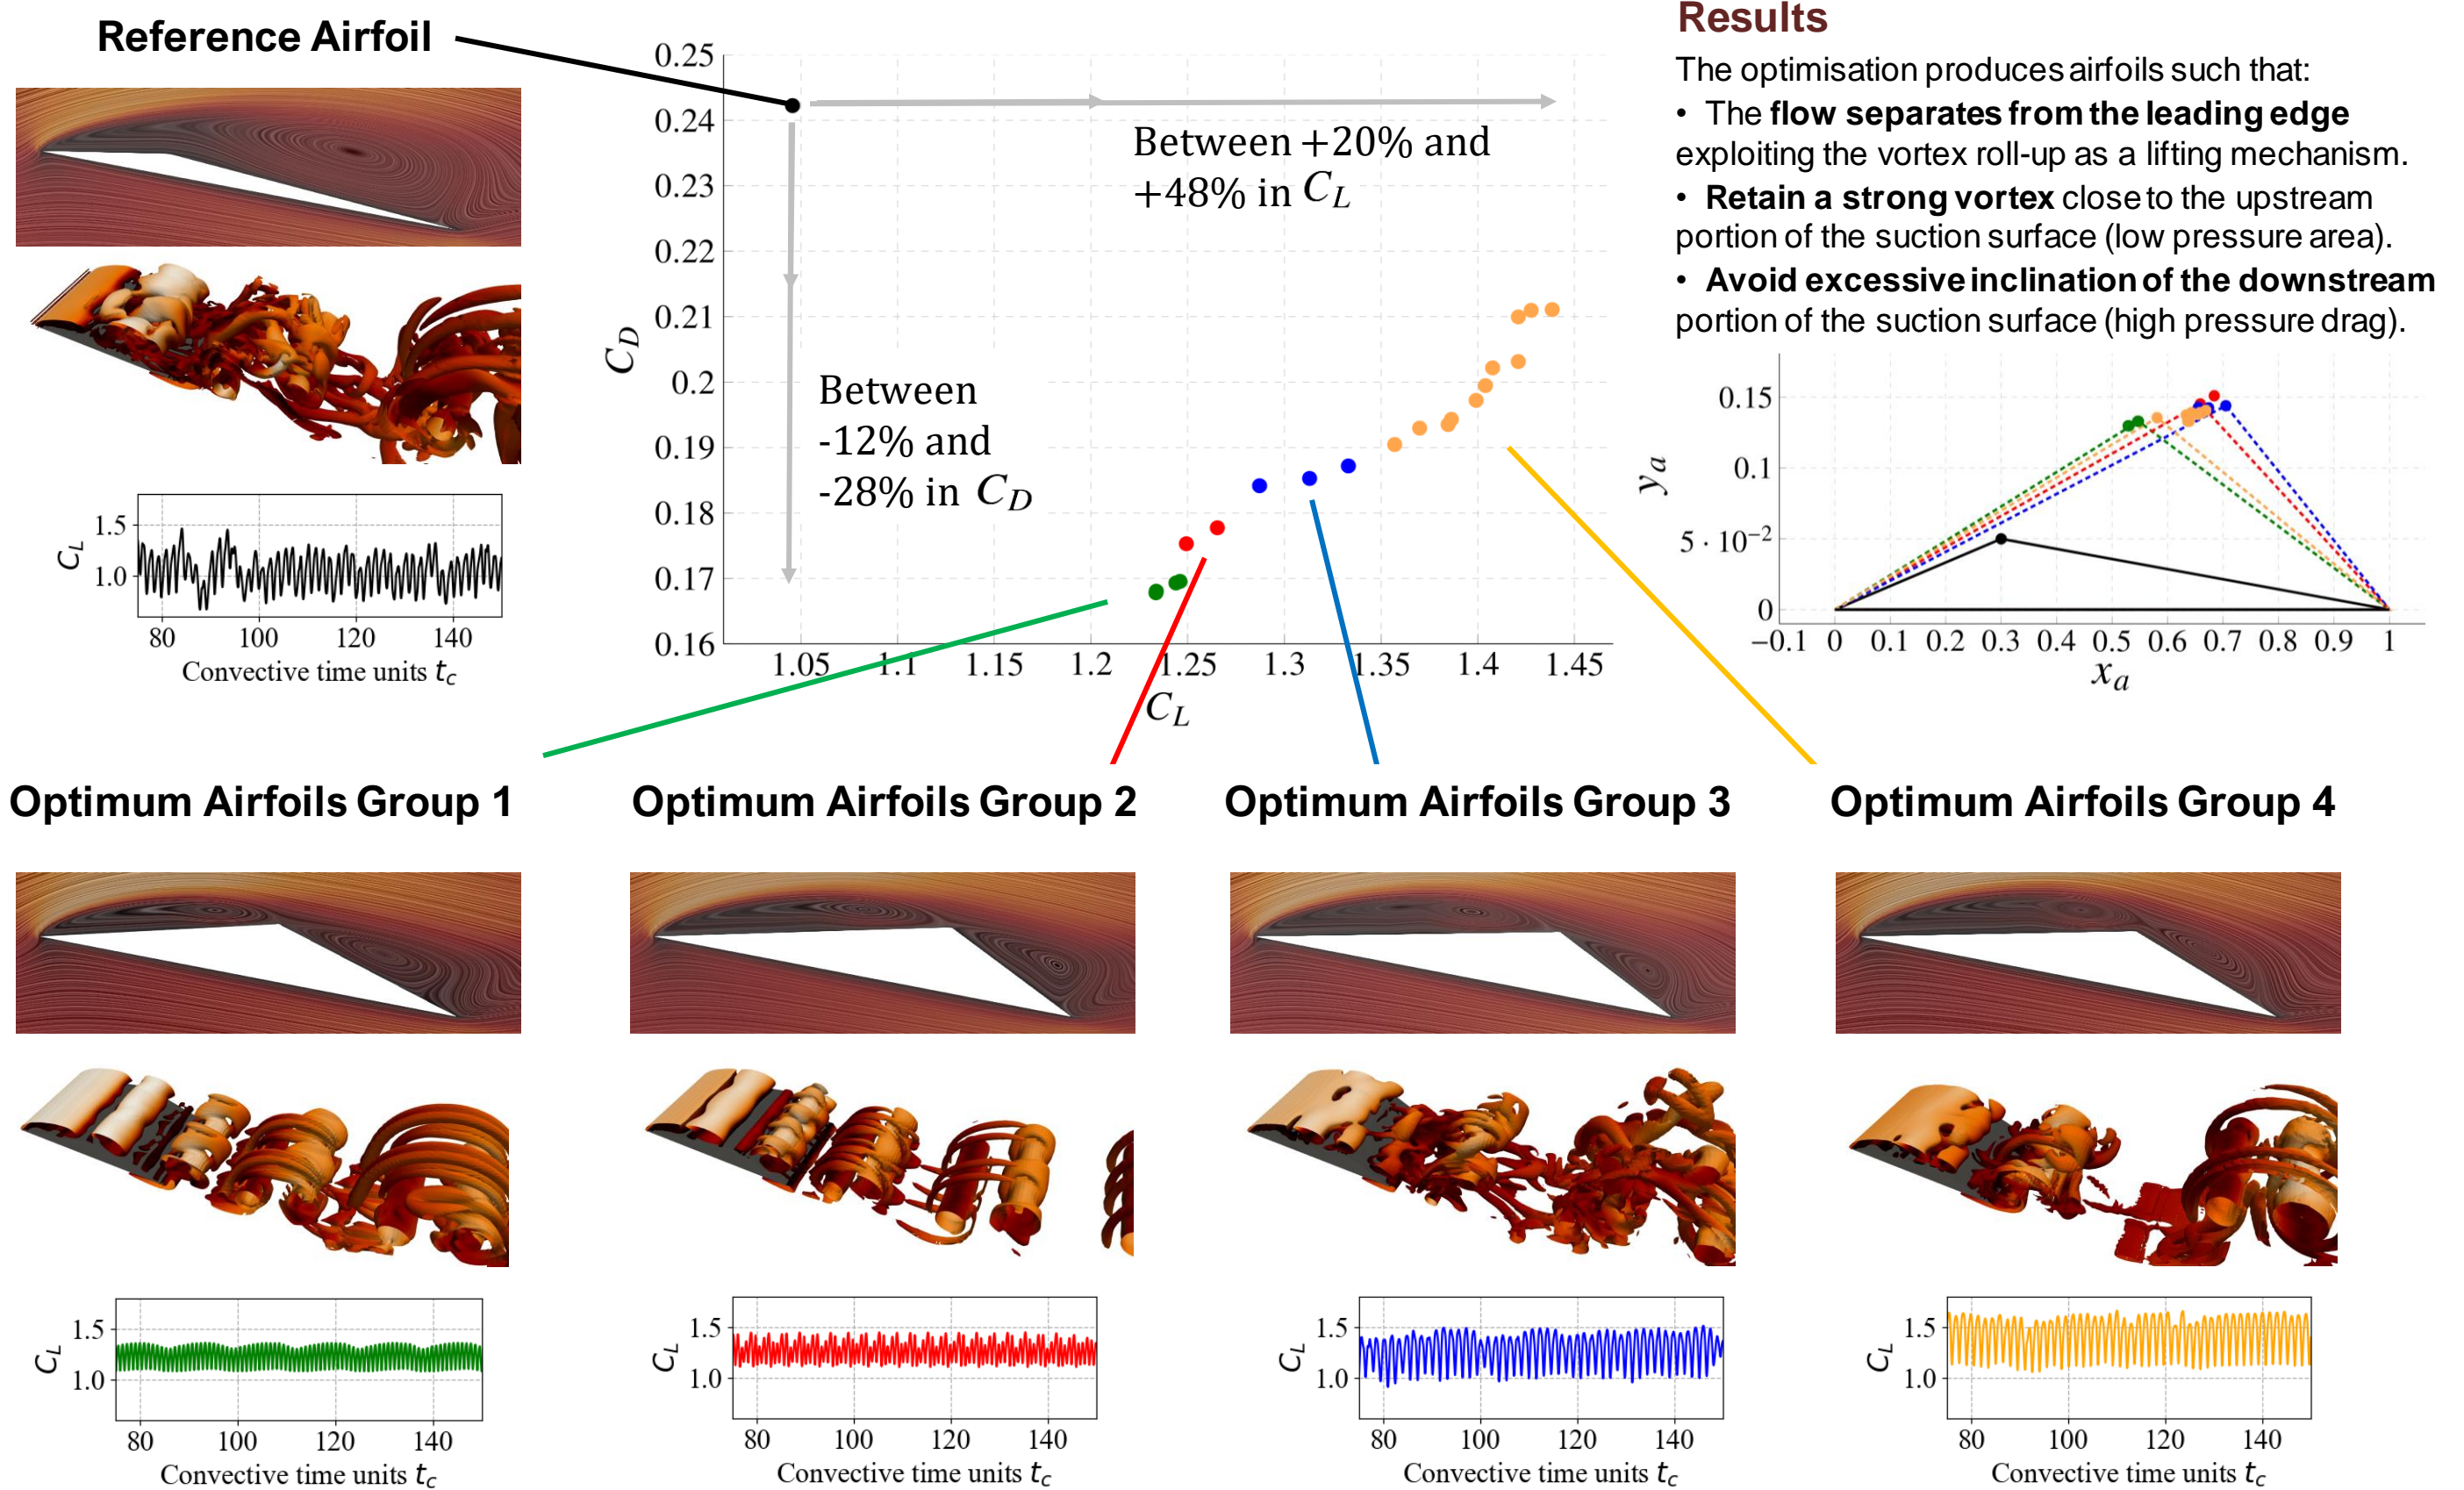 Reference Airfoil
C_L
1.5
1.0
80 100 120 140
Convective time units t_c
0.25
0.24
0.23
0.22
0.21
0.2
0.19
0.18
0.17
0.16
C_D
1.05 1.1 1.15 1.2 1.25 1.3 1.35 1.4 1.45
C_L
Between +20% and
+48% in C_L
Between
-12% and
-28% in C_D
Results
The optimisation produces airfoils such that:
• The flow separates from the leading edge
exploiting the vortex roll-up as a lifting mechanism.
• Retain a strong vortex close to the upstream
portion of the suction surface (low pressure area).
• Avoid excessive inclination of the downstream
portion of the suction surface (high pressure drag).
0.15
0.1
5 · 10⁻²
0
y_a
−0.1 0 0.1 0.2 0.3 0.4 0.5 0.6 0.7 0.8 0.9 1
x_a
Optimum Airfoils Group 1
C_L
1.5
1.0
80 100 120 140
Convective time units t_c
Optimum Airfoils Group 2
C_L
1.5
1.0
80 100 120 140
Convective time units t_c
Optimum Airfoils Group 3
C_L
1.5
1.0
80 100 120 140
Convective time units t_c
Optimum Airfoils Group 4
C_L
1.5
1.0
80 100 120 140
Convective time units t_c